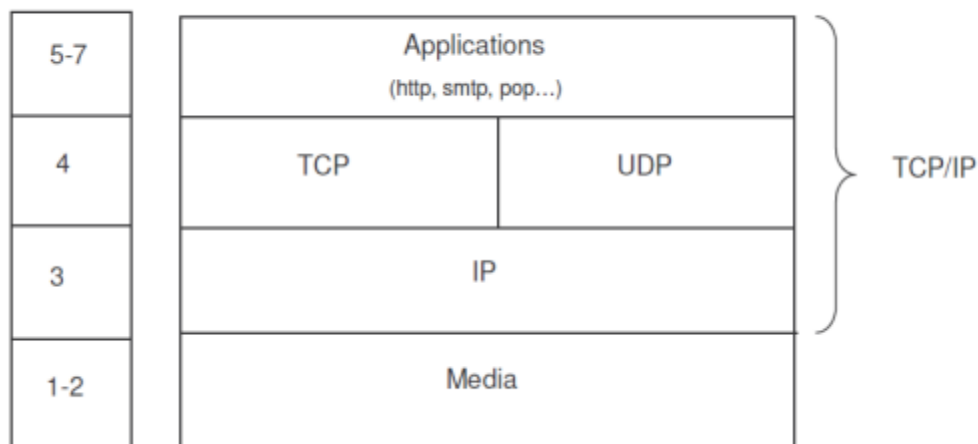 5-7
Applications
(http, smtp, pop...)
4
TCP
UDP
TCP/IP
3
IP
1-2
Media